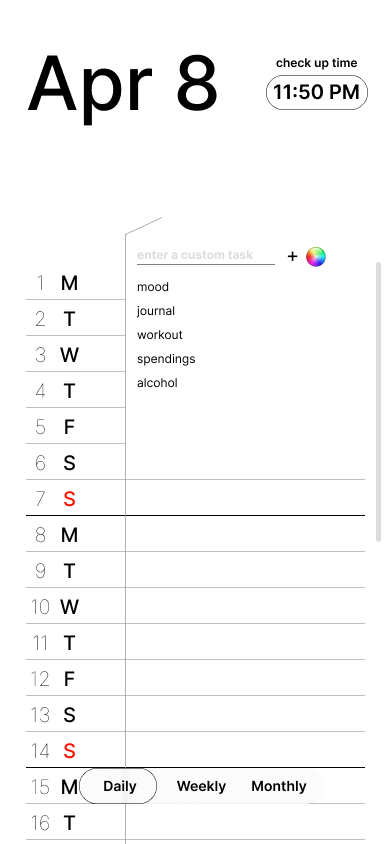 check up time
Apr 8
11:50 PM
enter a custom task +
1 M
mood
journal
2 T
workout
3 W
spendings
alcohol
4 T
5 F
6 S
7 S
8 M
9 T
10 W
11 T
12 F
13 S
14 S
15 M
Daily Weekly Monthly
16 T